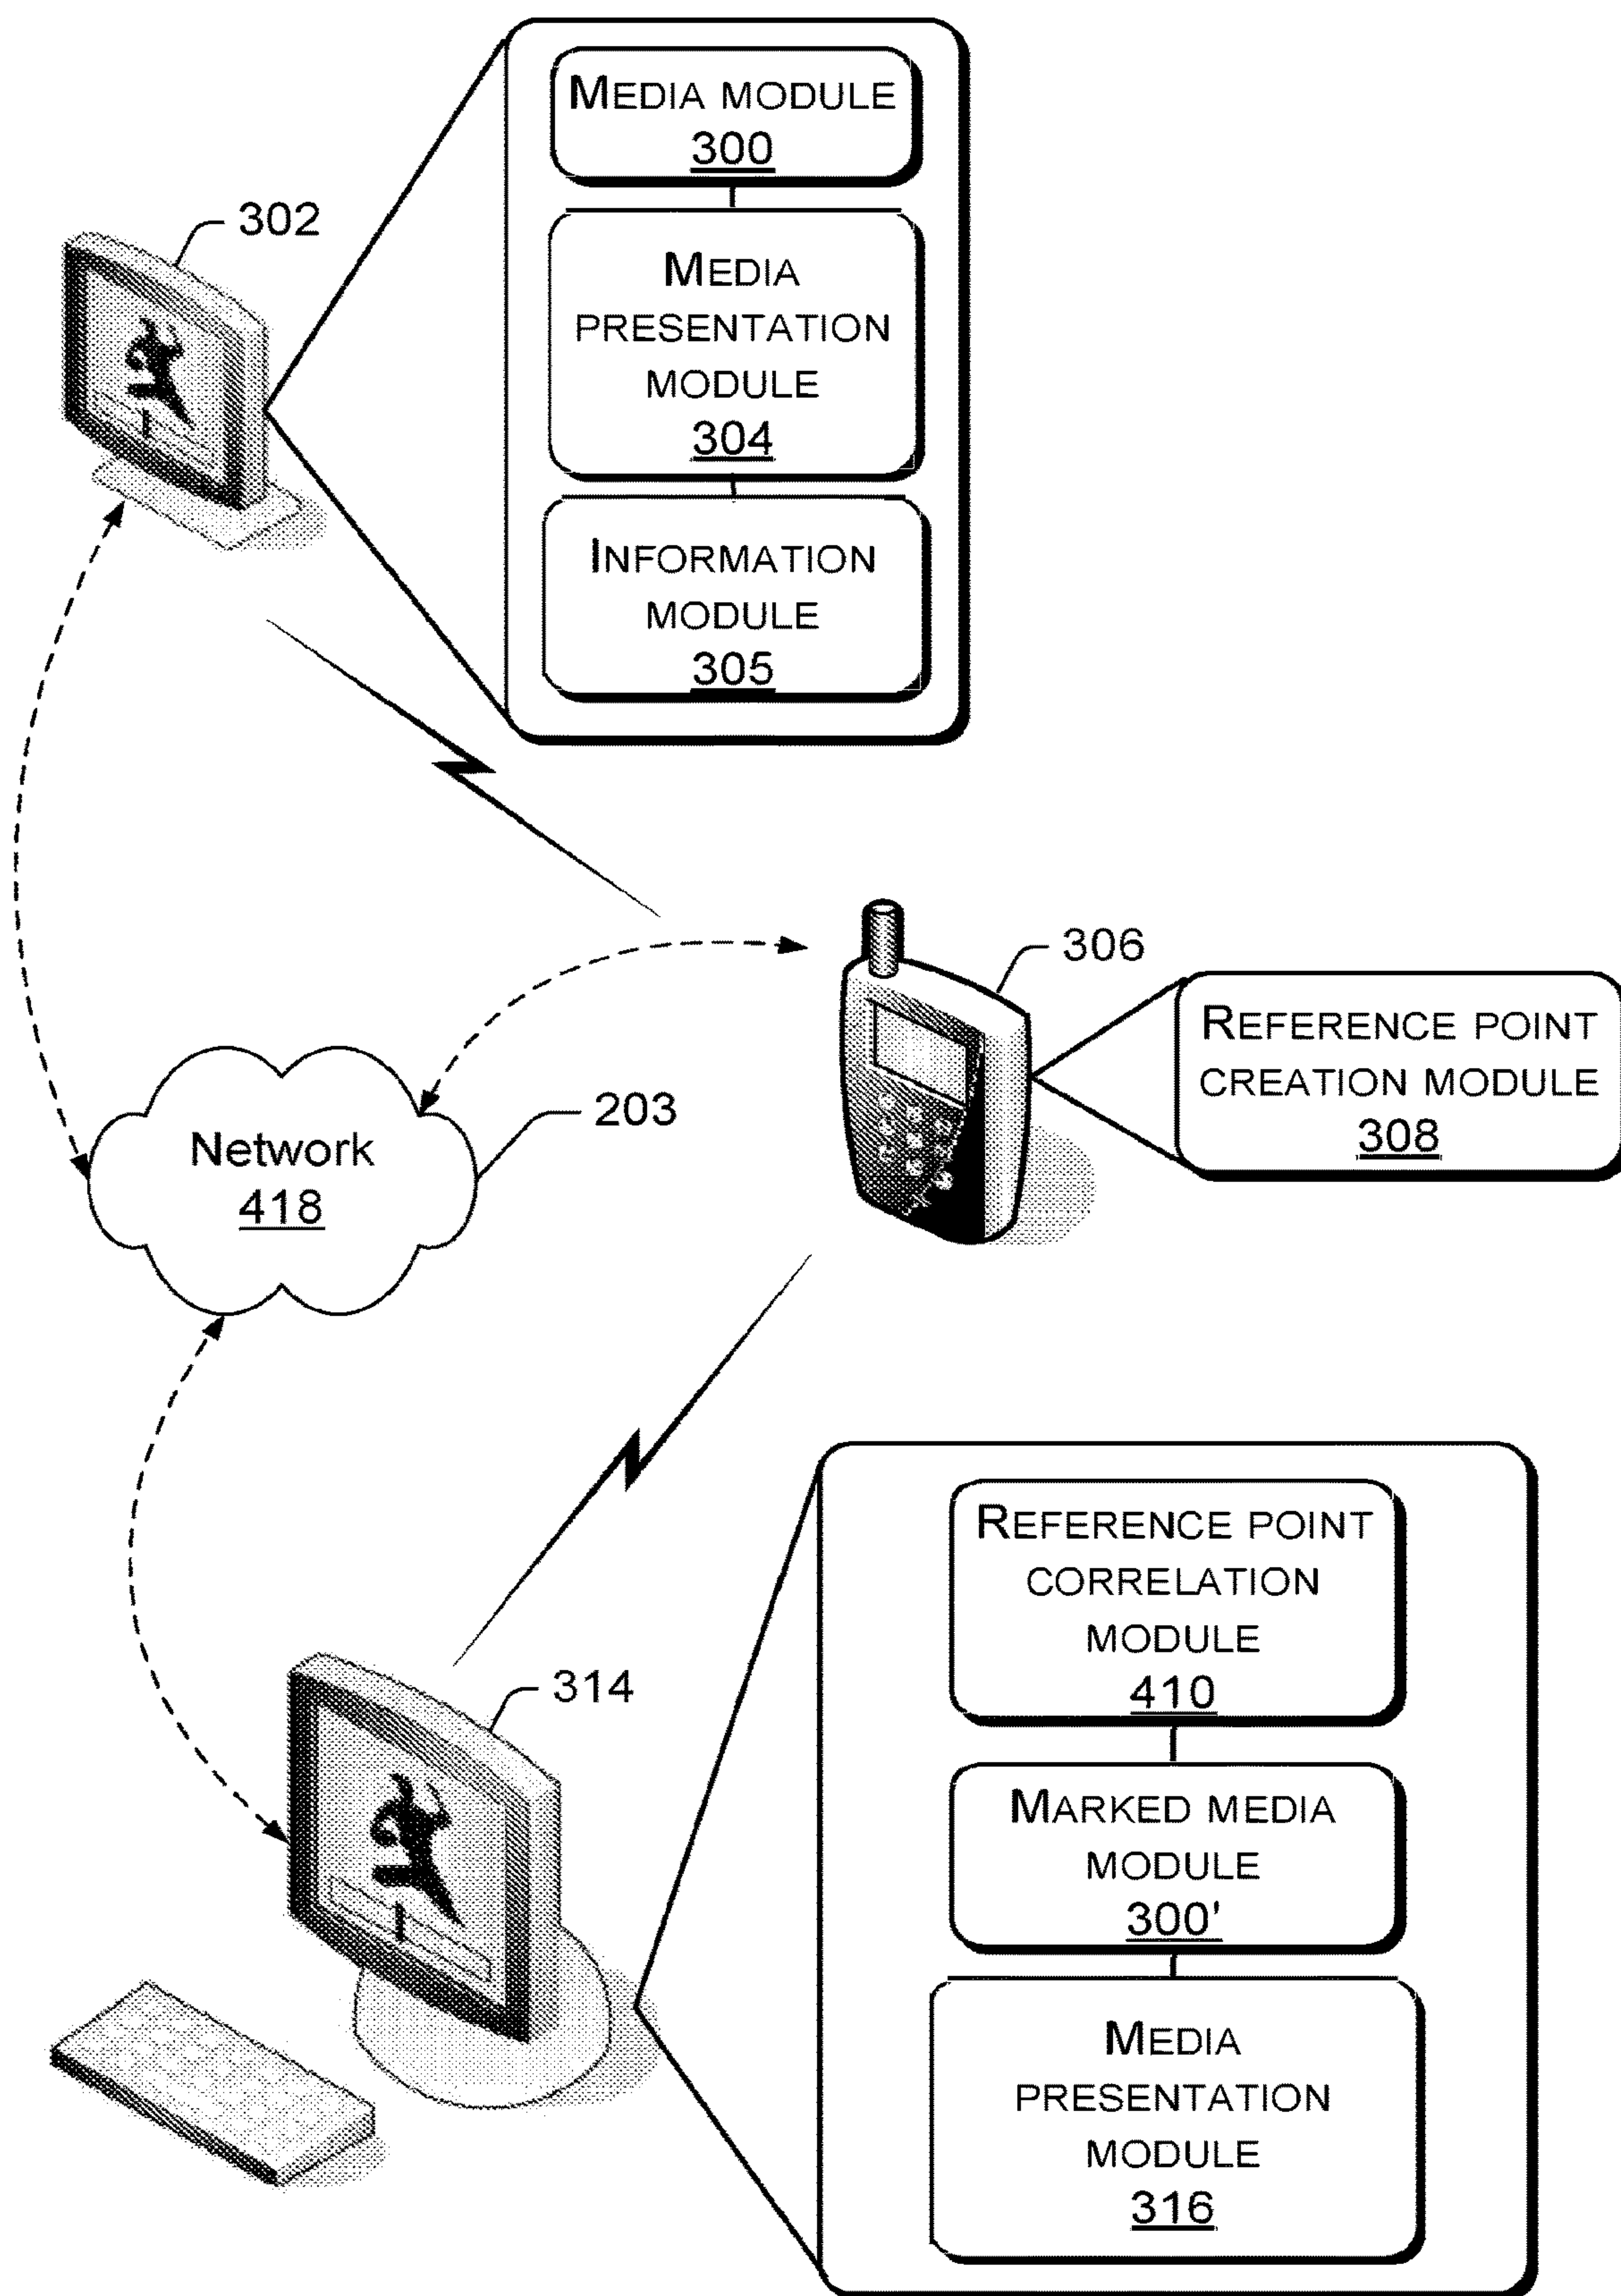 MEDIA MODULE
300
302
MEDIA
PRESENTATION
MODULE
304
INFORMATION
MODULE
305
306
REFERENCE POINT
CREATION MODULE
308
203
Network
418
REFERENCE POINT
CORRELATION
MODULE
410
314
MARKED MEDIA
MODULE
300'
MEDIA
PRESENTATION
MODULE
316